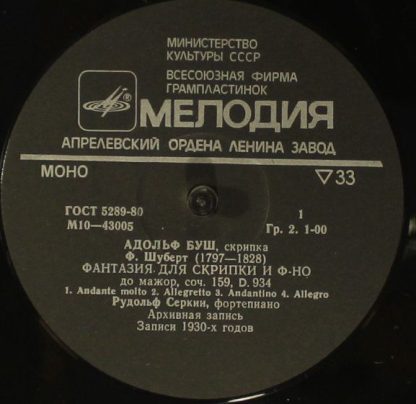 МИНИСТЕРСТВО
КУЛЬТУРЫ СССР
ВСЕСОЮЗНАЯ ФИРМА
ГРАМПЛАСТИНОК
МЕЛОДИЯ
АПРЕЛЕВСКИЙ ОРДЕНА ЛЕНИНА ЗАВОД
МОНО ▽33
ГОСТ 5289-80 1
М10—43005 Гр. 2. 1-00
АДОЛЬФ БУШ, скрипка
Ф. Шуберт (1797—1828)
ФАНТАЗИЯ ДЛЯ СКРИПКИ И Ф-НО
до мажор, соч. 159, D. 934
1. Andante molto 2. Allegretto 3. Andantino 4. Allegro
Рудольф Серкин, фортепиано
Архивная запись
Записи 1930-х годов